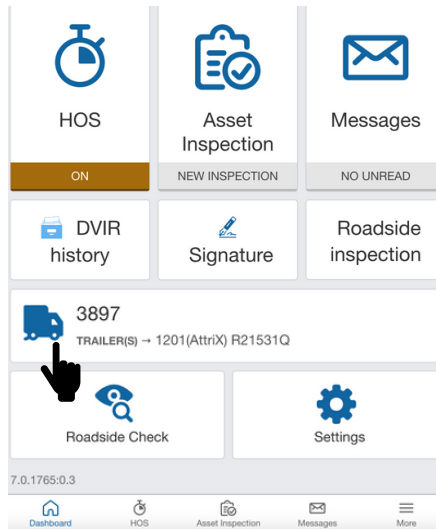 HOS
Asset
Inspection
Messages
ON
NEW INSPECTION
NO UNREAD
DVIR
history
Signature
Roadside
inspection
3897
TRAILER(S) → 1201(AttriX) R21531Q
Roadside Check
Settings
7.0.1765:0.3
Dashboard
HOS
Asset Inspection
Messages
More